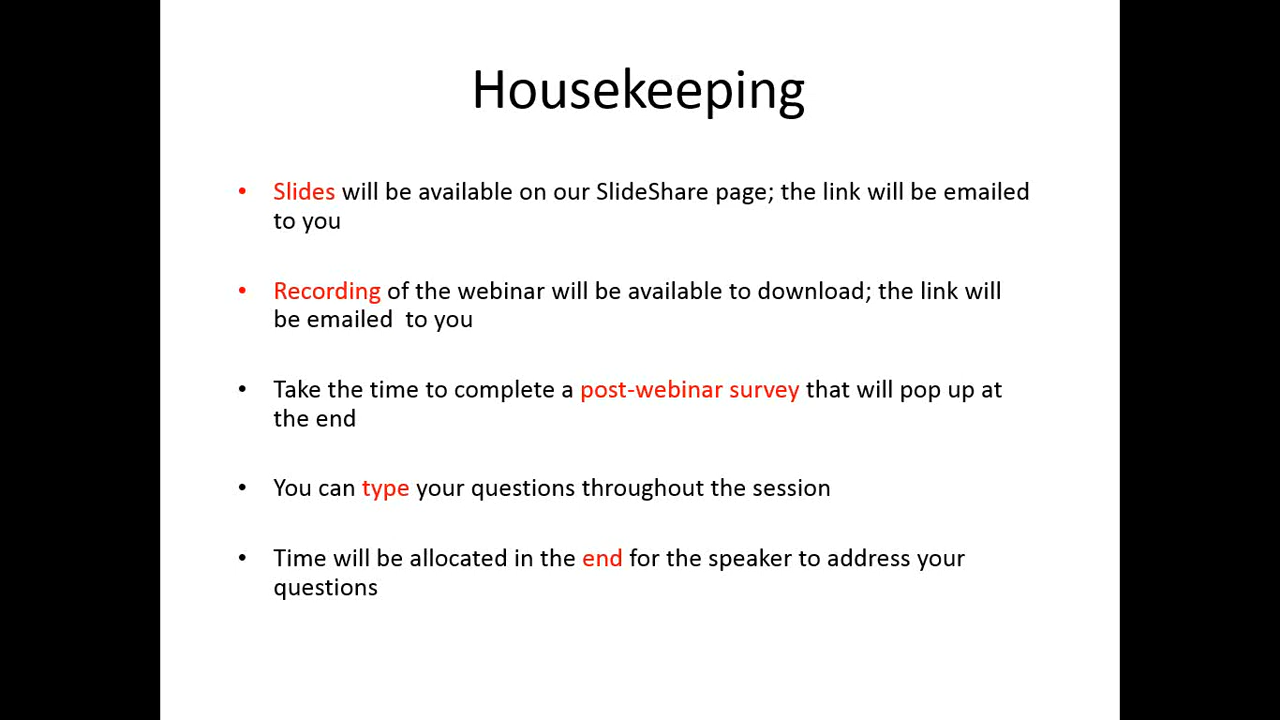 Housekeeping
• Slides will be available on our SlideShare page; the link will be emailed
to you
• Recording of the webinar will be available to download; the link will
be emailed  to you
• Take the time to complete a post-webinar survey that will pop up at
the end
• You can type your questions throughout the session
• Time will be allocated in the end for the speaker to address your
questions